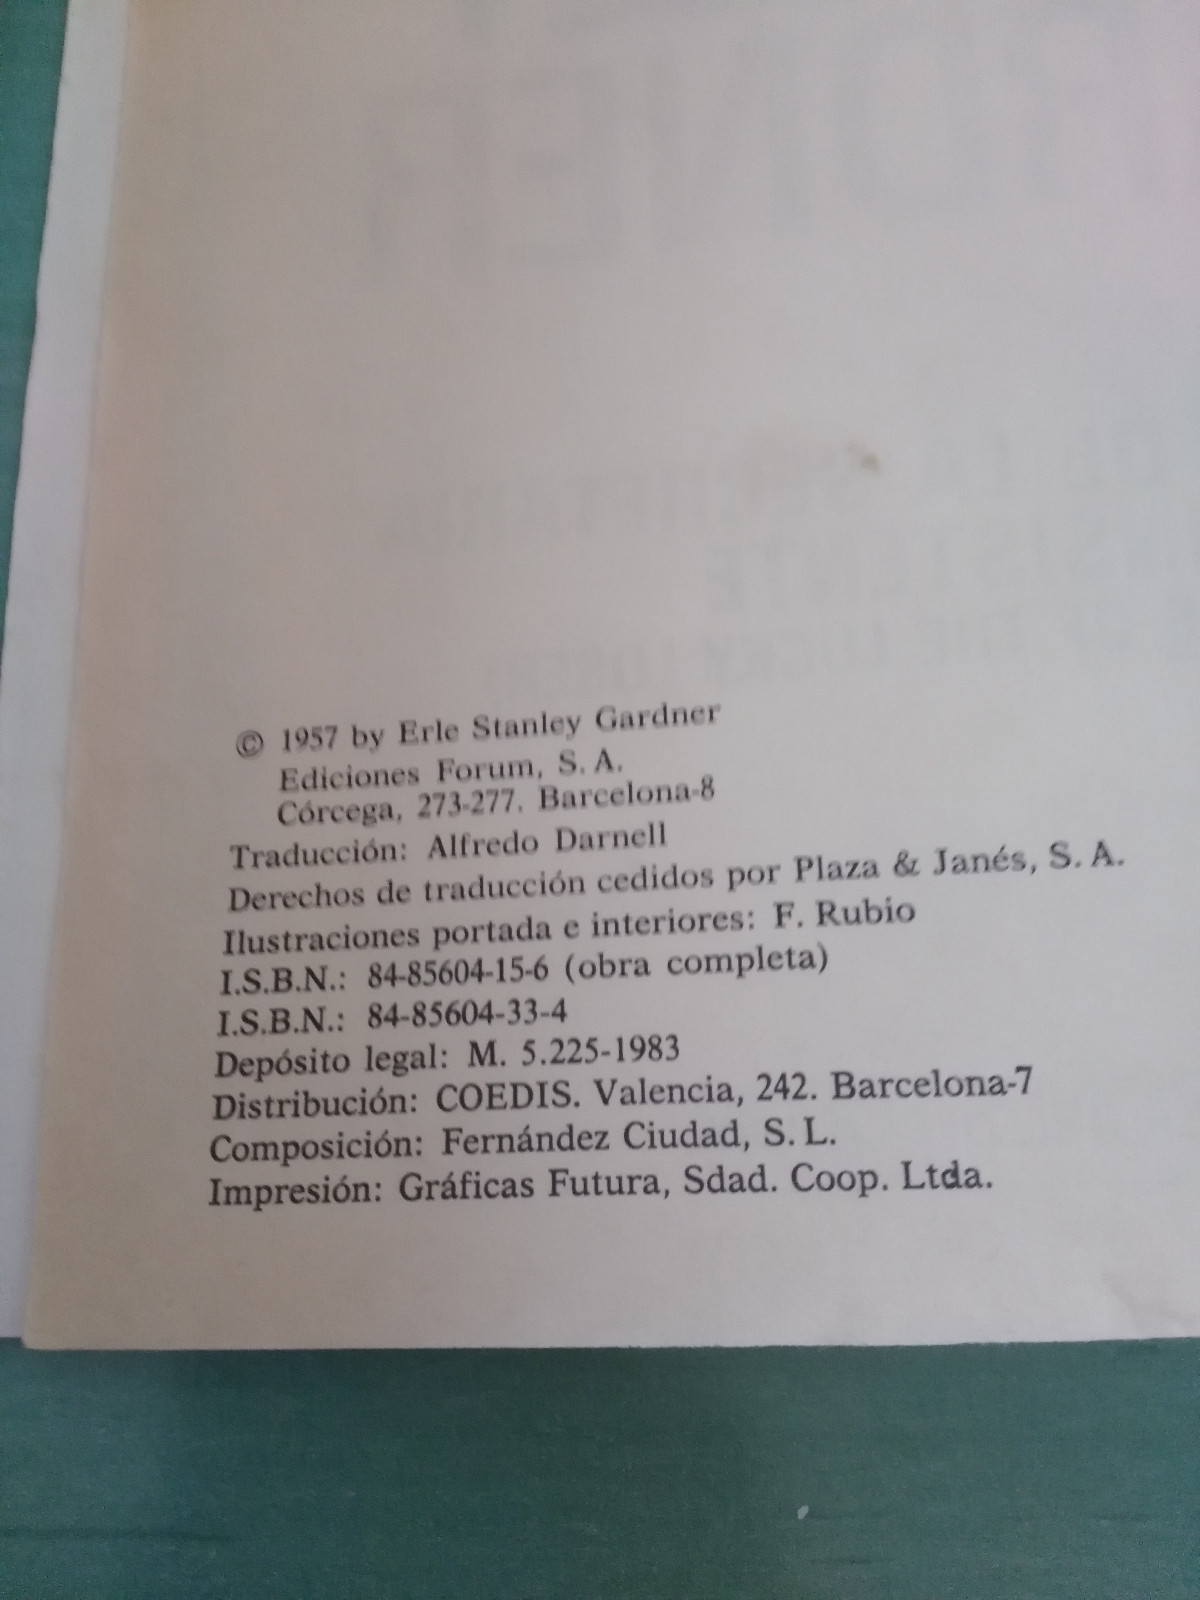 © 1957 by Erle Stanley Gardner
Ediciones Forum, S. A.
Córcega, 273-277. Barcelona-8
Traducción: Alfredo Darnell
Derechos de traducción cedidos por Plaza & Janés, S. A.
Ilustraciones portada e interiores: F. Rubio
I.S.B.N.: 84-85604-15-6 (obra completa)
I.S.B.N.: 84-85604-33-4
Depósito legal: M. 5.225-1983
Distribución: COEDIS. Valencia, 242. Barcelona-7
Composición: Fernández Ciudad, S. L.
Impresión: Gráficas Futura, Sdad. Coop. Ltda.